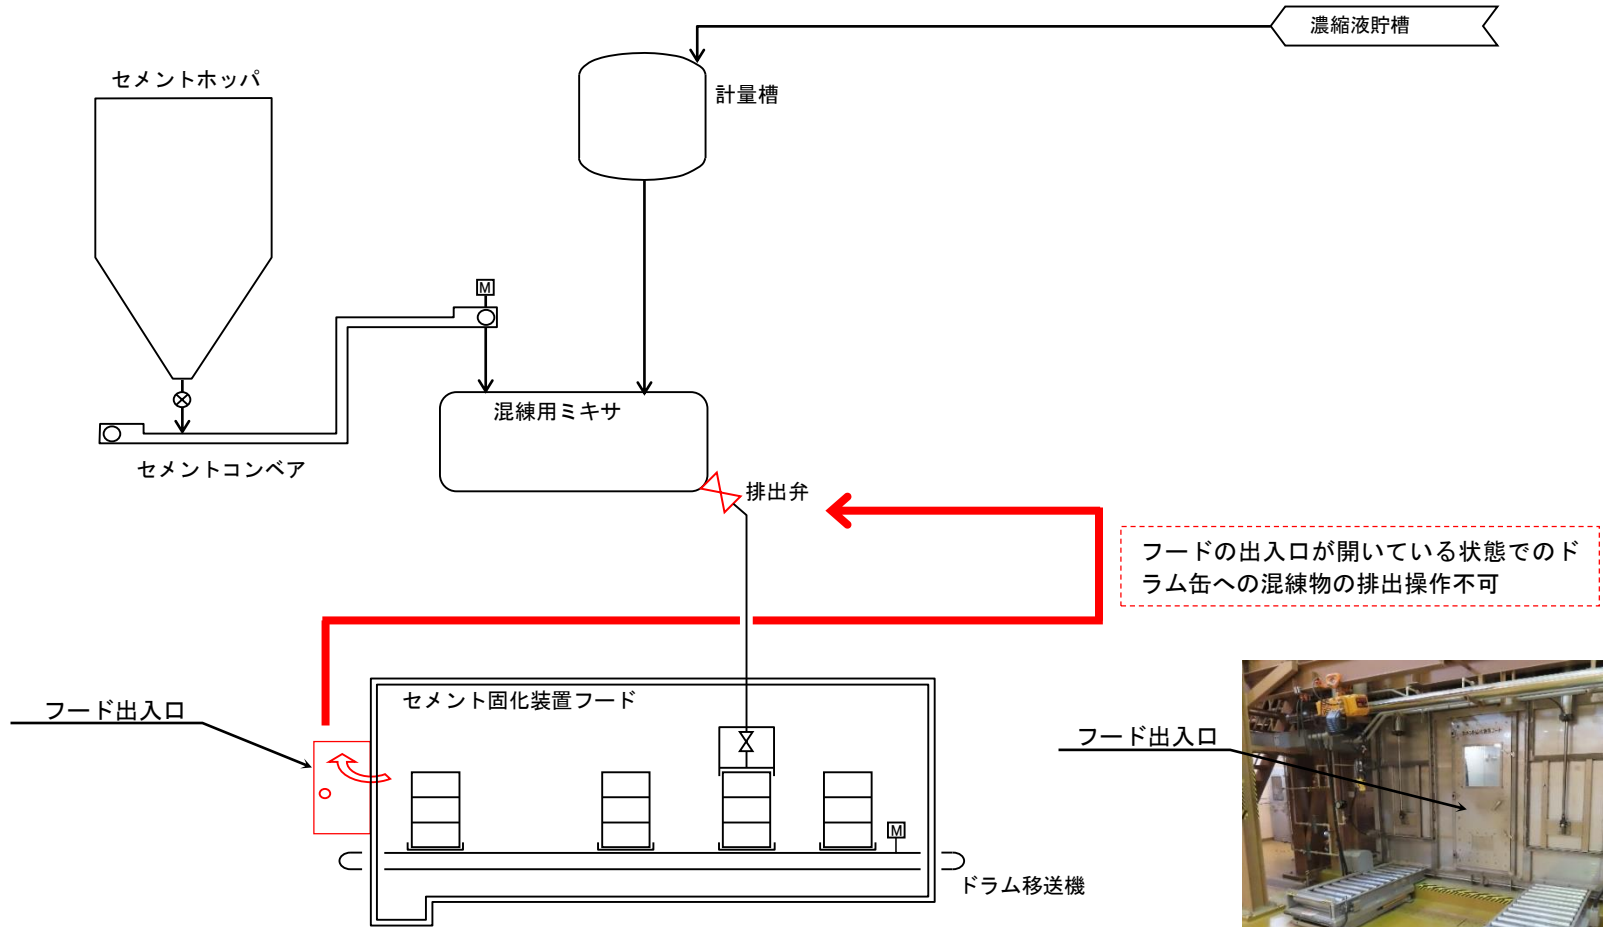 濃縮液貯槽
セメントホッパ
計量槽
M
混練用ミキサ
セメントコンベア
排出弁
フードの出入口が開いている状態でのド
ラム缶への混練物の排出操作不可
セメント固化装置フード
フード出入口
フード出入口
M
ドラム移送機